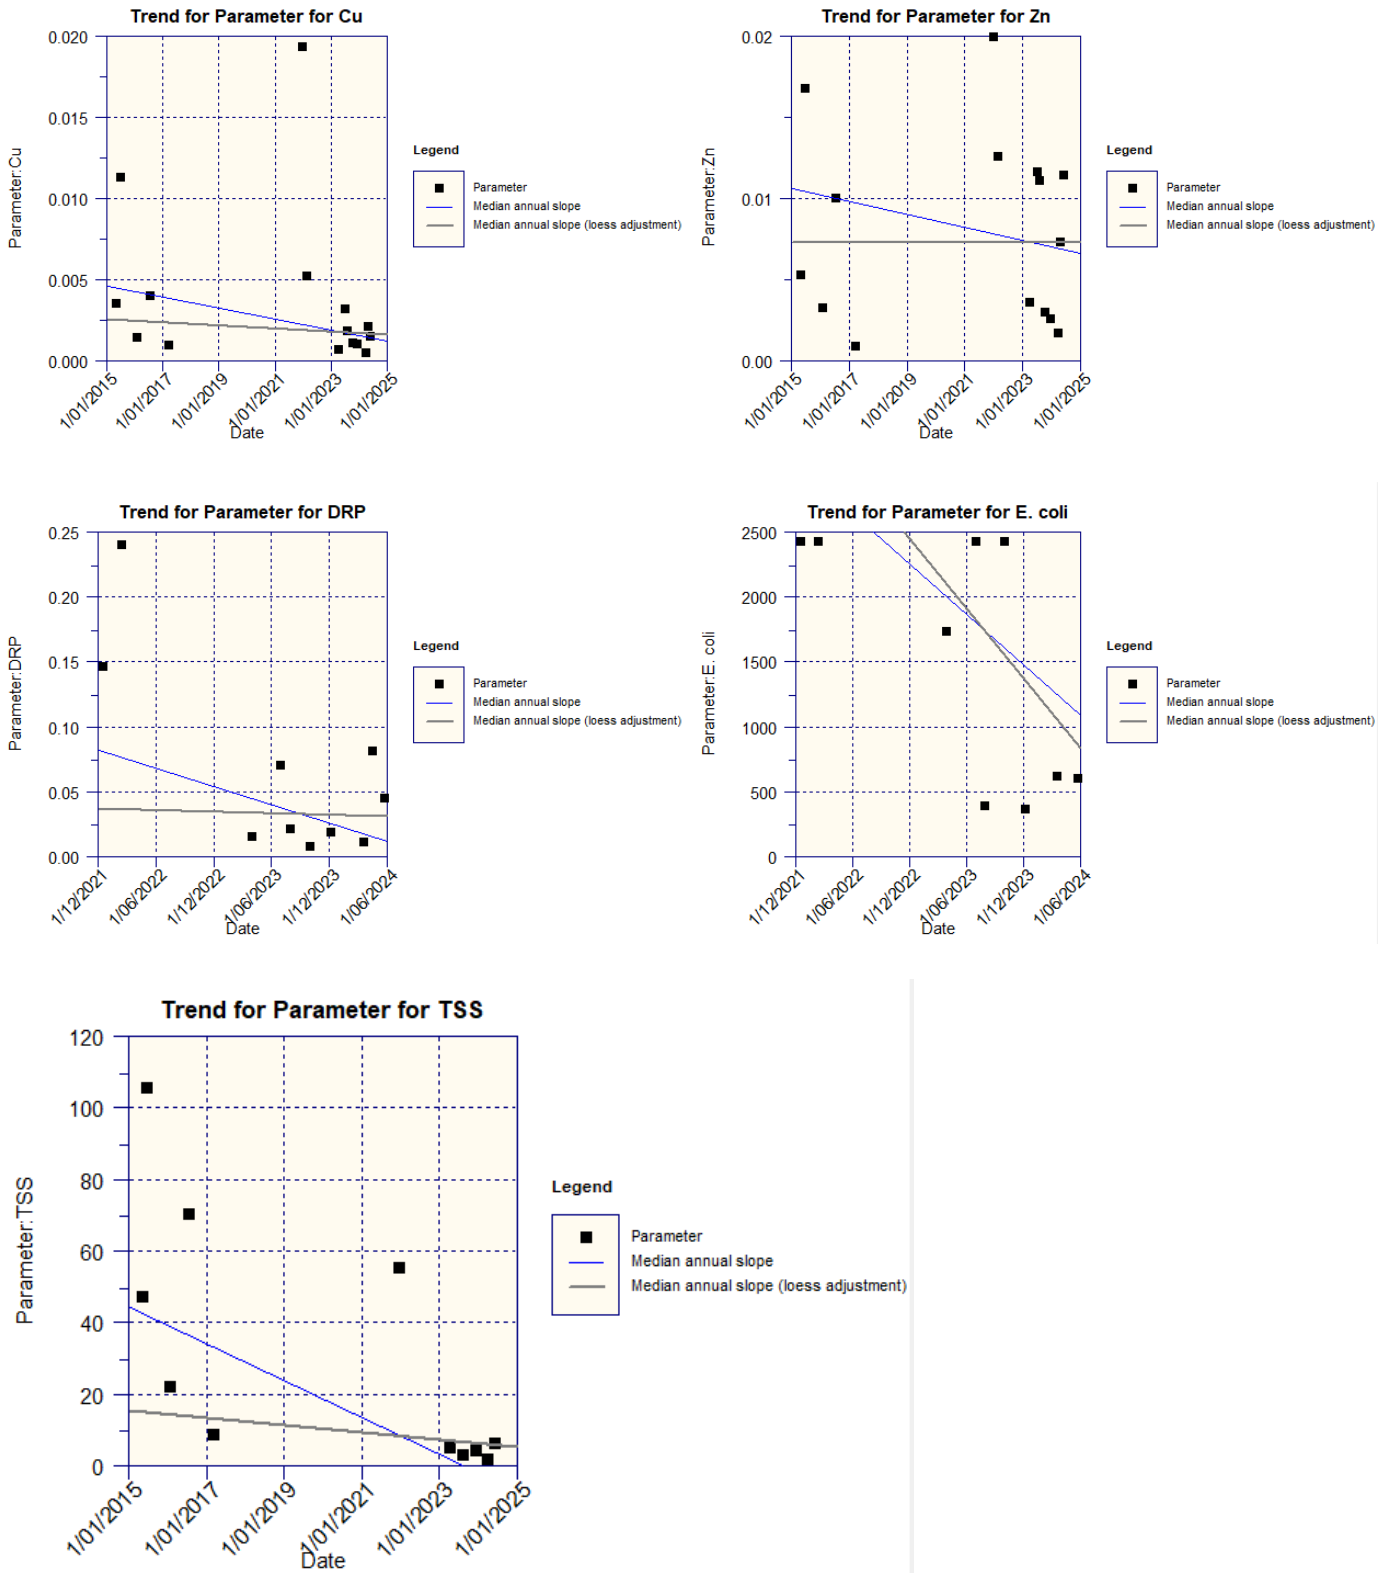 Trend for Parameter for Cu
Parameter:Cu
0.020
0.015
0.010
0.005
0.000
1/01/2015
1/01/2017
1/01/2019
1/01/2021
1/01/2023
1/01/2025
Date
Legend
Parameter
Median annual slope
Median annual slope (loess adjustment)
Trend for Parameter for Zn
Parameter:Zn
0.02
0.01
0.00
1/01/2015
1/01/2017
1/01/2019
1/01/2021
1/01/2023
1/01/2025
Date
Legend
Parameter
Median annual slope
Median annual slope (loess adjustment)
Trend for Parameter for DRP
Parameter:DRP
0.25
0.20
0.15
0.10
0.05
0.00
1/12/2021
1/06/2022
1/12/2022
1/06/2023
1/12/2023
1/06/2024
Date
Legend
Parameter
Median annual slope
Median annual slope (loess adjustment)
Trend for Parameter for E. coli
Parameter:E. coli
2500
2000
1500
1000
500
0
1/12/2021
1/06/2022
1/12/2022
1/06/2023
1/12/2023
1/06/2024
Date
Legend
Parameter
Median annual slope
Median annual slope (loess adjustment)
Trend for Parameter for TSS
Parameter:TSS
120
100
80
60
40
20
0
1/01/2015
1/01/2017
1/01/2019
1/01/2021
1/01/2023
1/01/2025
Date
Legend
Parameter
Median annual slope
Median annual slope (loess adjustment)